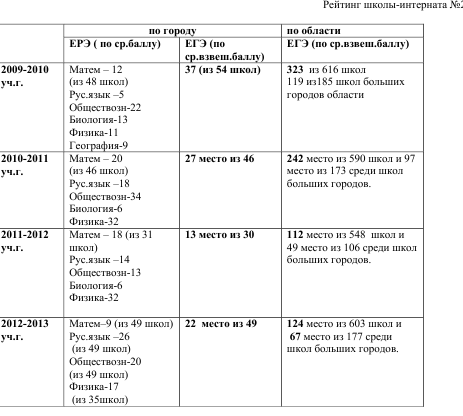 Рейтинг школы-интерната №2
по городу
по области
ЕРЭ ( по ср.баллу)
ЕГЭ (по
ср.взвеш.баллу)
ЕГЭ (по ср.взвеш.баллу)
2009-2010
уч.г.
Матем – 12
(из 48 школ)
Рус.язык –5
Обществозн-22
Биология-13
Физика-11
География-9
37 (из 54 школ)
323 из 616 школ
119 из185 школ больших
городов области
2010-2011
уч.г.
Матем – 20
(из 46 школ)
Рус.язык –18
Обществозн-34
Биология-6
Физика-32
27 место из 46
242 место из 590 школ и 97
место из 173 среди школ
больших городов.
2011-2012
уч.г.
Матем – 18 (из 31
школ)
Рус.язык –14
Обществозн-13
Биология-6
Физика-32
13 место из 30
112 место из 548 школ и
49 место из 106 среди школ
больших городов.
2012-2013
уч.г.
Матем–9 (из 49 школ)
Рус.язык –26
(из 49 школ)
Обществозн-20
(из 49 школ)
Физика-17
(из 35школ)
22 место из 49
124 место из 603 школ и
67 место из 177 среди
школ больших городов.